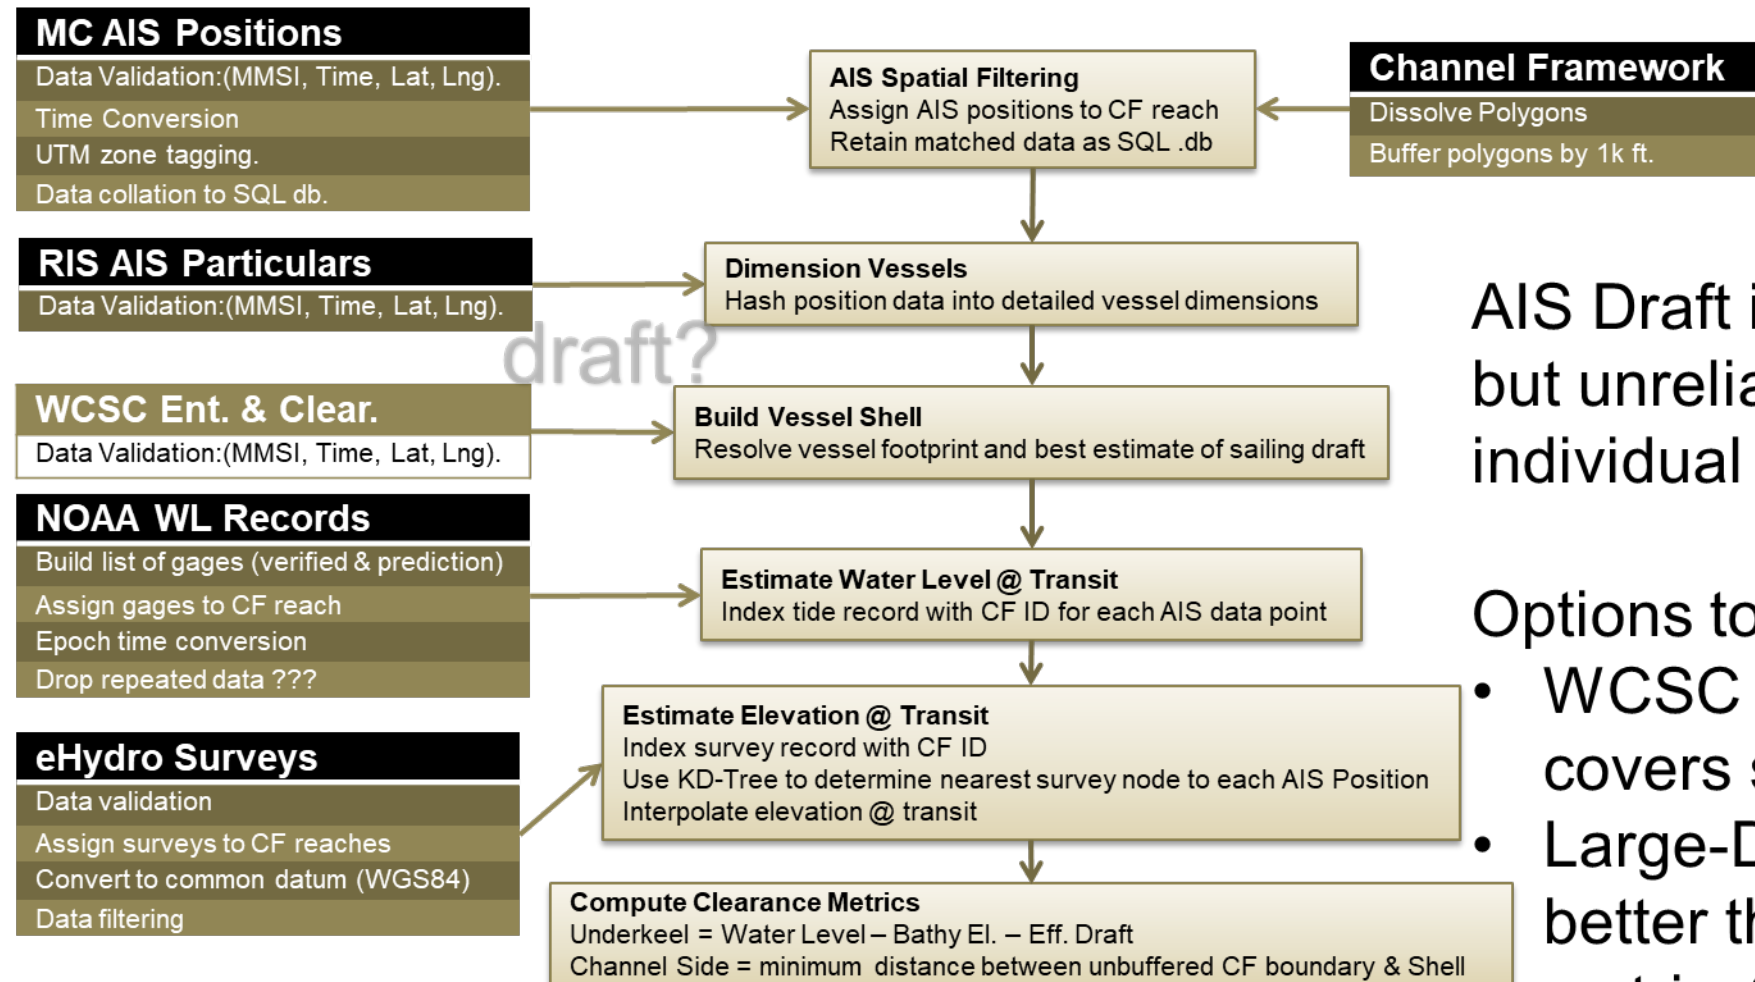 MC AIS Positions
Data Validation:(MMSI, Time, Lat, Lng).
Time Conversion
UTM zone tagging.
Data collation to SQL db.
AIS Spatial Filtering
Assign AIS positions to CF reach
Retain matched data as SQL .db
Channel Framework
Dissolve Polygons
Buffer polygons by 1k ft.
RIS AIS Particulars
Data Validation:(MMSI, Time, Lat, Lng).
Dimension Vessels
Hash position data into detailed vessel dimensions
draft?
WCSC Ent. & Clear.
Data Validation:(MMSI, Time, Lat, Lng).
Build Vessel Shell
Resolve vessel footprint and best estimate of sailing draft
NOAA WL Records
Build list of gages (verified & prediction)
Assign gages to CF reach
Epoch time conversion
Drop repeated data ???
Estimate Water Level @ Transit
Index tide record with CF ID for each AIS data point
eHydro Surveys
Data validation
Assign surveys to CF reaches
Convert to common datum (WGS84)
Data filtering
Estimate Elevation @ Transit
Index survey record with CF ID
Use KD-Tree to determine nearest survey node to each AIS Position
Interpolate elevation @ transit
Compute Clearance Metrics
Underkeel = Water Level – Bathy El. – Eff. Draft
Channel Side = minimum distance between unbuffered CF boundary & Shell
AIS Draft
but
individual
Options to
• WCSC
covers
• Large-
better